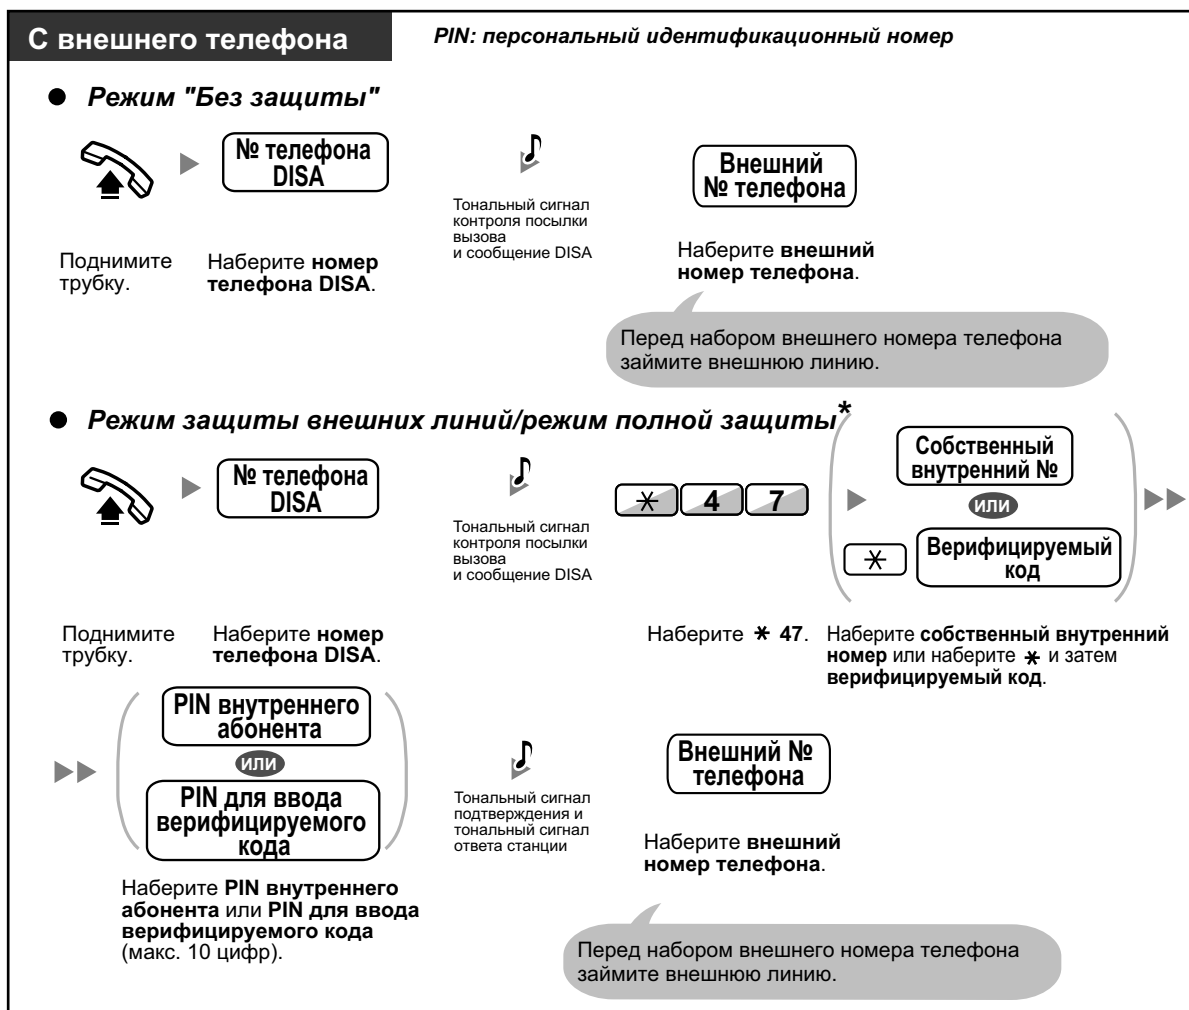 С внешнего телефона
PIN: персональный идентификационный номер
● Режим "Без защиты"
№ телефона
DISA
Внешний
№ телефона
Тональный сигнал
контроля посылки
вызова
и сообщение DISA
Поднимите
трубку.
Наберите номер
телефона DISA.
Наберите внешний
номер телефона.
Перед набором внешнего номера телефона
займите внешнюю линию.
● Режим защиты внешних линий/режим полной защиты*
№ телефона
DISA
Тональный сигнал
контроля посылки
вызова
и сообщение DISA
* 4 7
Собственный
внутренний №
или
* Верифицируемый
код
Поднимите
трубку.
Наберите номер
телефона DISA.
Наберите * 47.
Наберите собственный внутренний
номер или наберите * и затем
верифицируемый код.
PIN внутреннего
абонента
или
PIN для ввода
верифицируемого
кода
Тональный сигнал
подтверждения и
тональный сигнал
ответа станции
Внешний №
телефона
Наберите PIN внутреннего
абонента или PIN для ввода
верифицируемого кода
(макс. 10 цифр).
Наберите внешний
номер телефона.
Перед набором внешнего номера телефона
займите внешнюю линию.